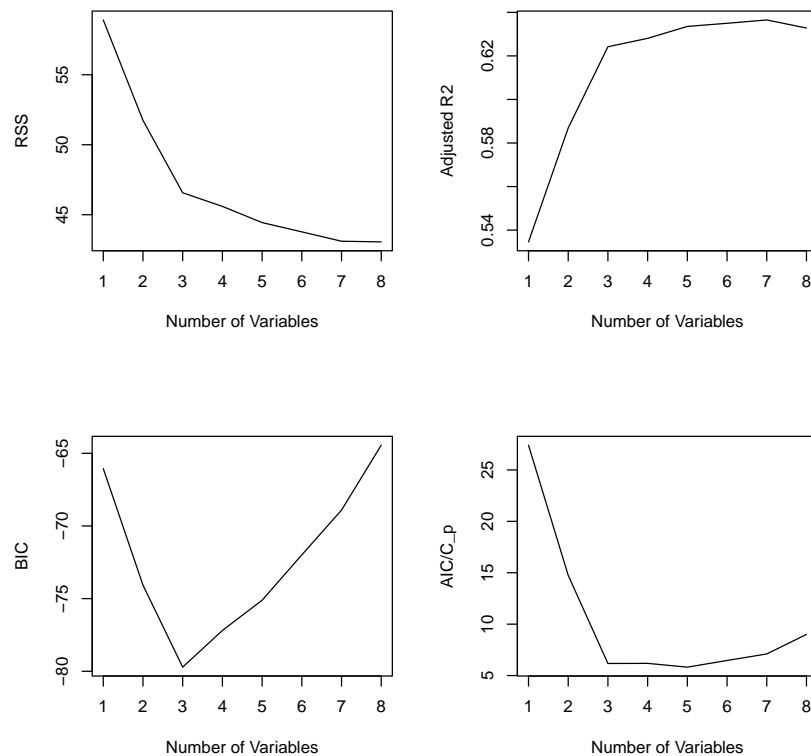 RSS
55
50
45
1 2 3 4 5 6 7 8
Number of Variables
Adjusted R2
0.62
0.58
0.54
1 2 3 4 5 6 7 8
Number of Variables
BIC
−65
−70
−75
−80
1 2 3 4 5 6 7 8
Number of Variables
AIC/C_p
25
20
15
10
5
1 2 3 4 5 6 7 8
Number of Variables